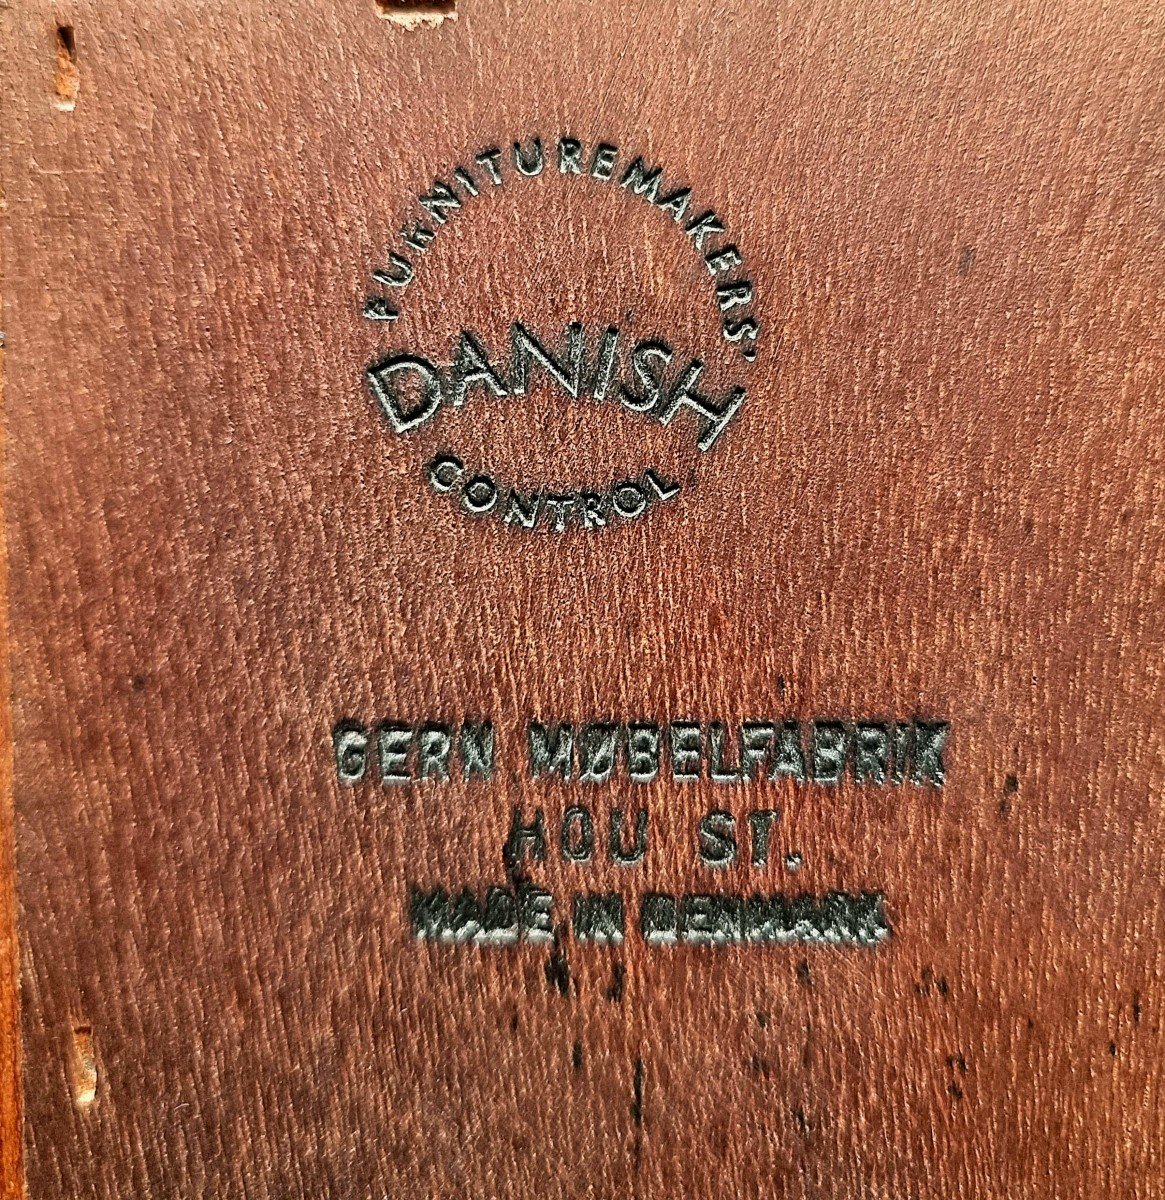 FURNITUREMAKERS'
DANISH
CONTROL
GERN MØBELFABRIK
HOU ST.
MADE IN DENMARK